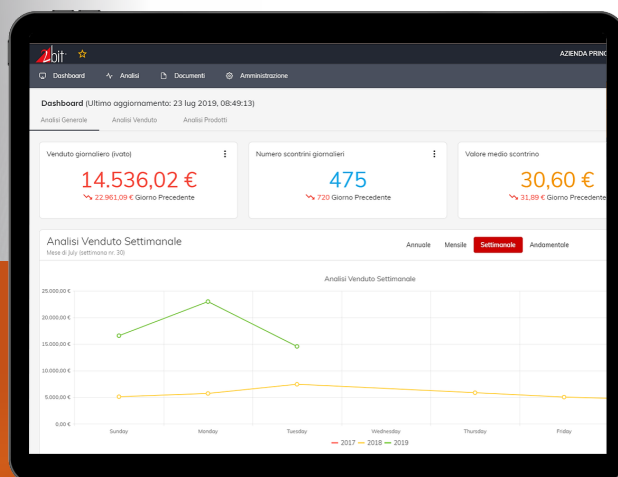 2bit
AZIENDA PRINC
Dashboard Analisi Documenti Amministrazione
Dashboard (Ultimo aggiornamento: 23 lug 2019, 08:49:13)
Analisi Generale Analisi Venduto Analisi Prodotti
Venduto giornaliero (ivato)
14.536,02 €
22.961,09 € Giorno Precedente
Numero scontrini giornalieri
475
720 Giorno Precedente
Valore medio scontrino
30,60 €
31,89 € Giorno Precedente
Analisi Venduto Settimanale
Mese di July (settimana nr. 30)
Annuale Mensile Settimanale Andamentale
Analisi Venduto Settimanale
25.000,00 €
20.000,00 €
15.000,00 €
10.000,00 €
5.000,00 €
0,00 €
Sunday Monday Tuesday Wednesday Thursday Friday
2017 2018 2019